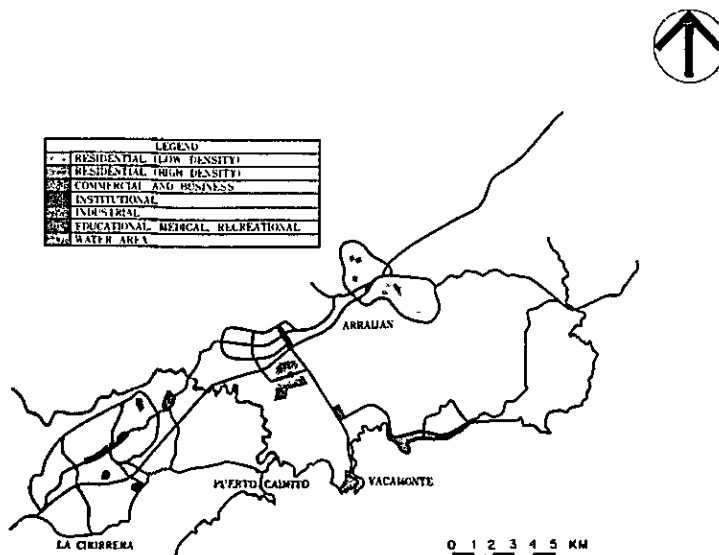 LEGEND
RESIDENTIAL (LOW DENSITY)
RESIDENTIAL (HIGH DENSITY)
COMMERCIAL AND BUSINESS
INSTITUTIONAL
INDUSTRIAL
EDUCATIONAL, MEDICAL, RECREATIONAL
WATER AREA
ARRAIJAN
PUERTO CAIMITO
VACAMONTE
LA CHORRERA
0 1 2 3 4 5 KM